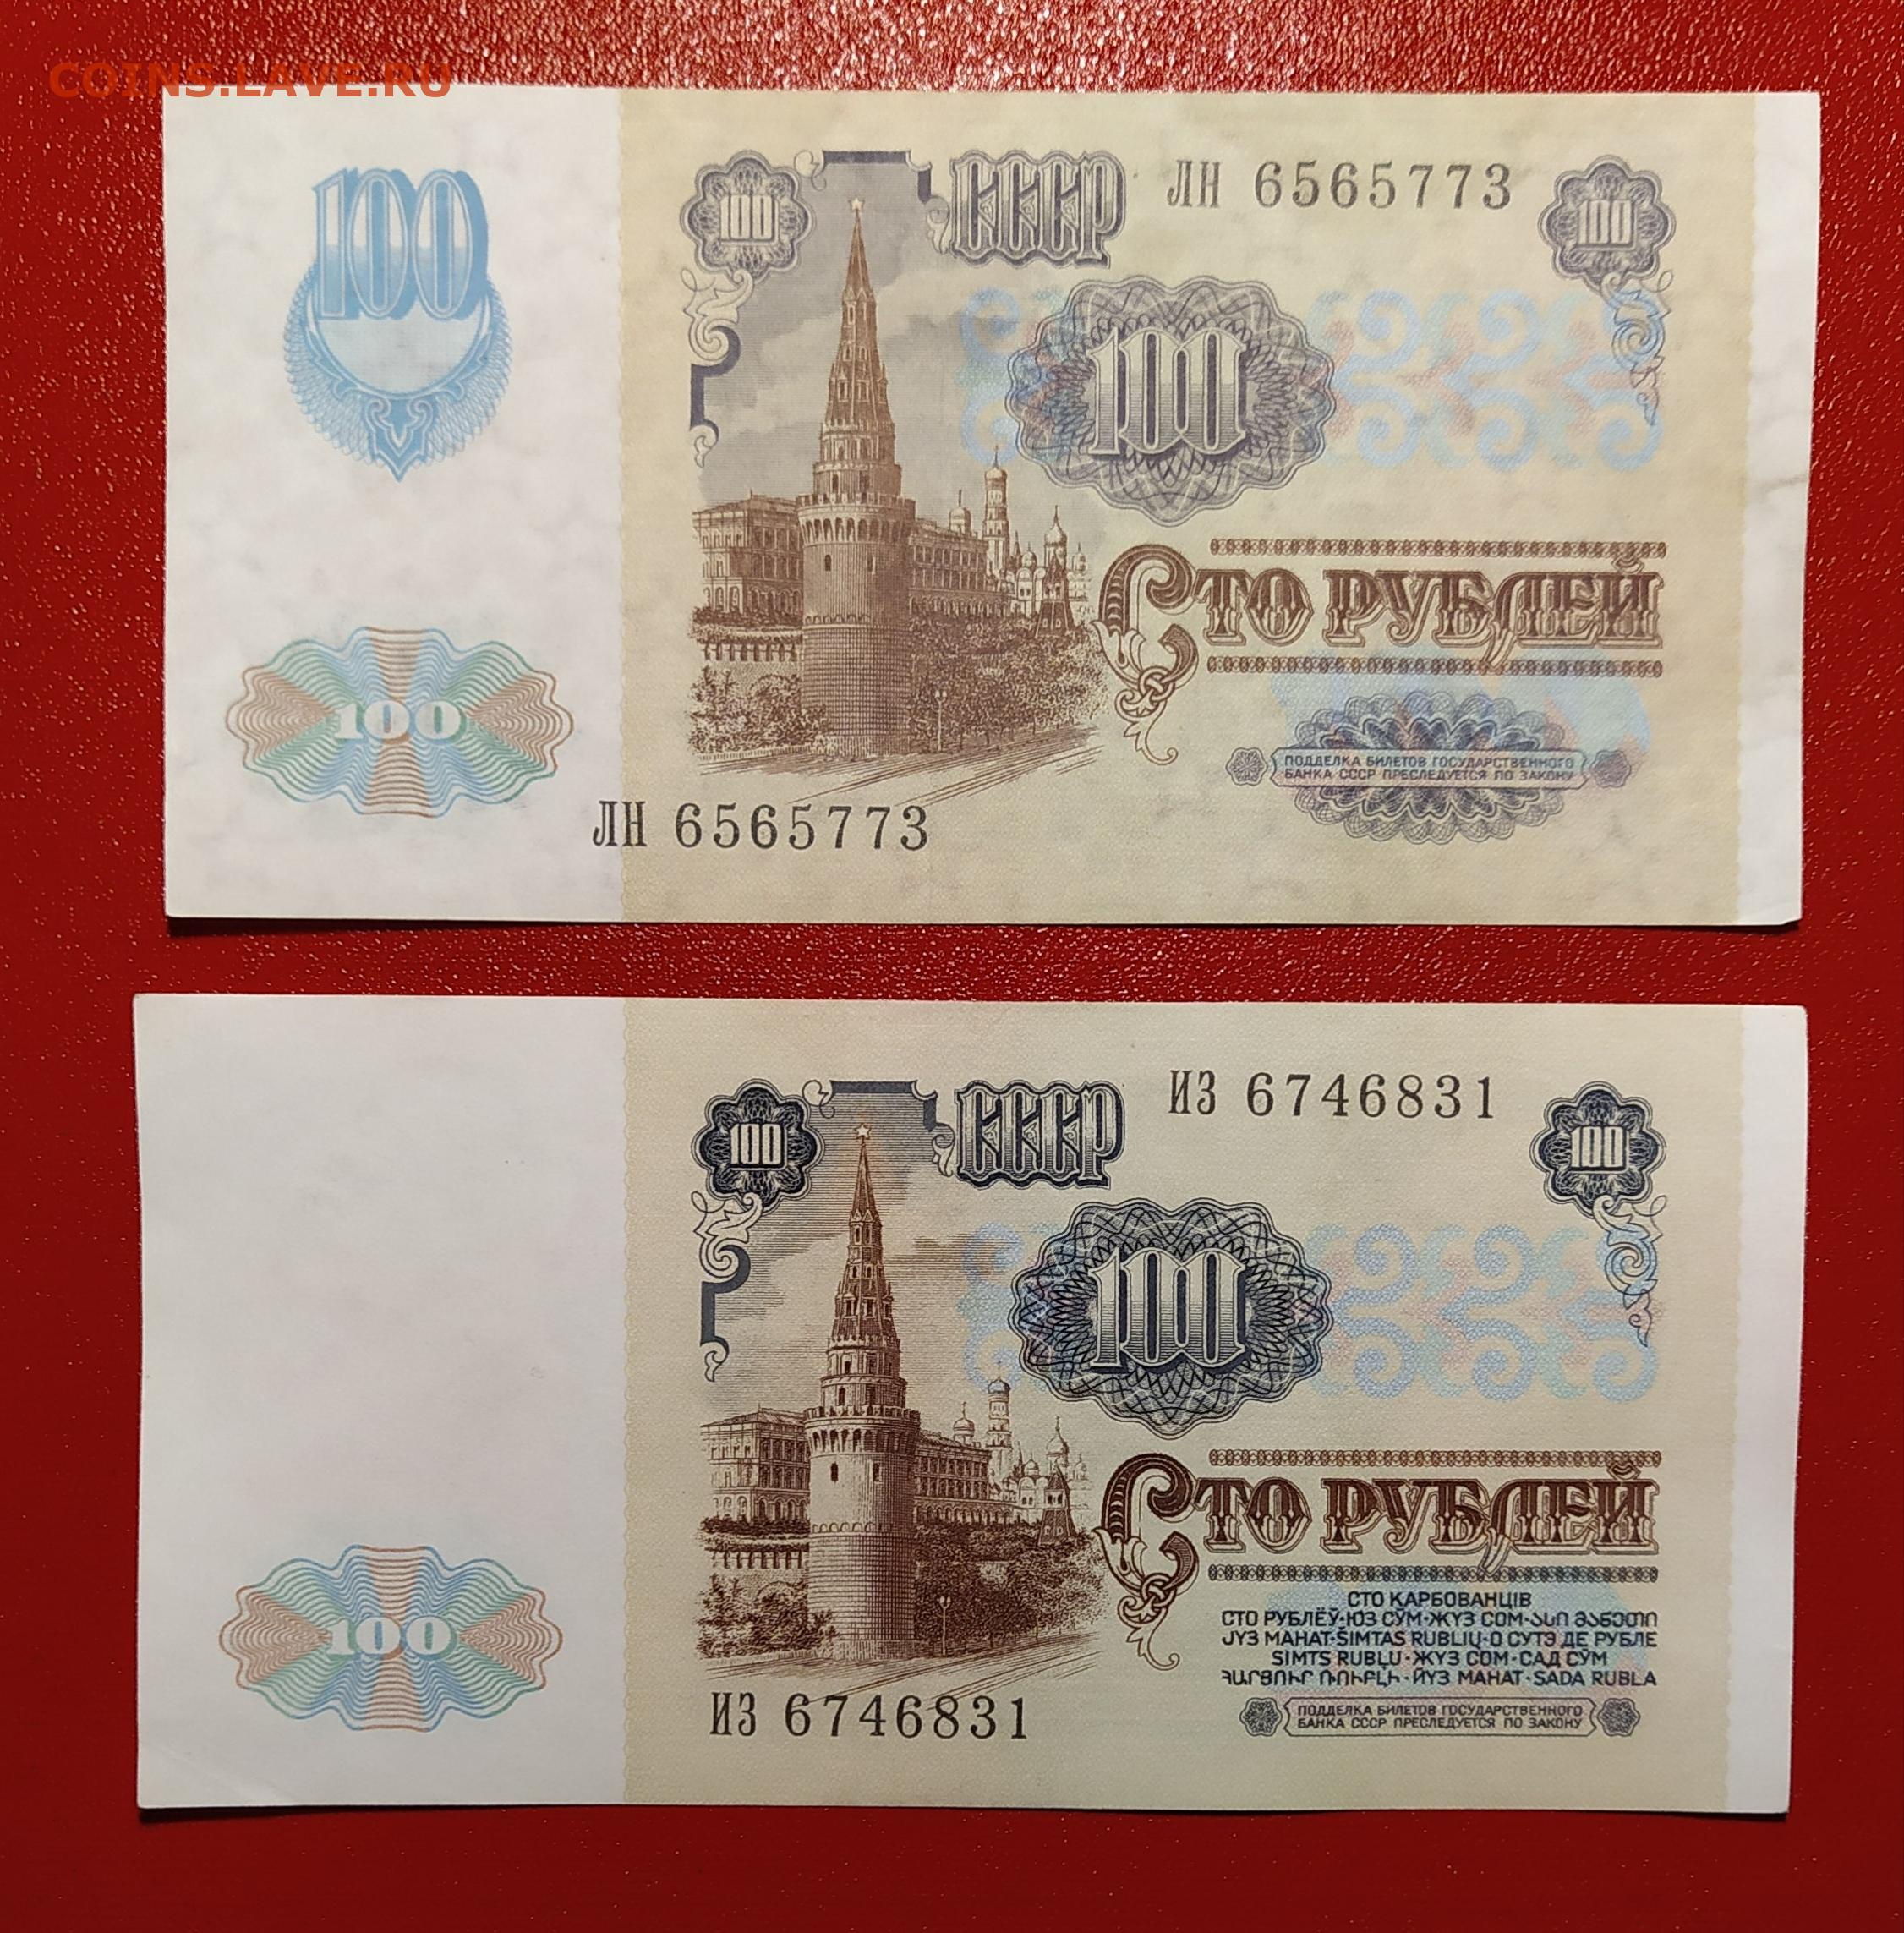 COINS.LAVE.RU
100
100 СССР ЛН 6565773 100
100
СТО РУБЛЕЙ
100
ПОДДЕЛКА БИЛЕТОВ ГОСУДАРСТВЕННОГО
БАНКА СССР ПРЕСЛЕДУЕТСЯ ПО ЗАКОНУ
ЛН 6565773
100 СССР ИЗ 6746831 100
100
СТО РУБЛЕЙ
СТО КАРБОВАНЦІВ
СТО РУБЛЁЎ·ЮЗ СЎМ·ЖҮЗ СОМ·ᲐᲡᲘ ᲛᲐᲜᲔᲗᲘ
ЈҮЗ МАНАТ·ŠIMTAS RUBLIŲ·О СУТЭ ДЕ РУБЛЕ
SIMTS RUBĻU·ЖҮЗ СОМ·САД СӮМ
ՀԱՐՅՈՒՐ ՌՈՒԲԼԻ·ЙҮЗ МАНАТ·SADA RUBLA
100
ПОДДЕЛКА БИЛЕТОВ ГОСУДАРСТВЕННОГО
БАНКА СССР ПРЕСЛЕДУЕТСЯ ПО ЗАКОНУ
ИЗ 6746831